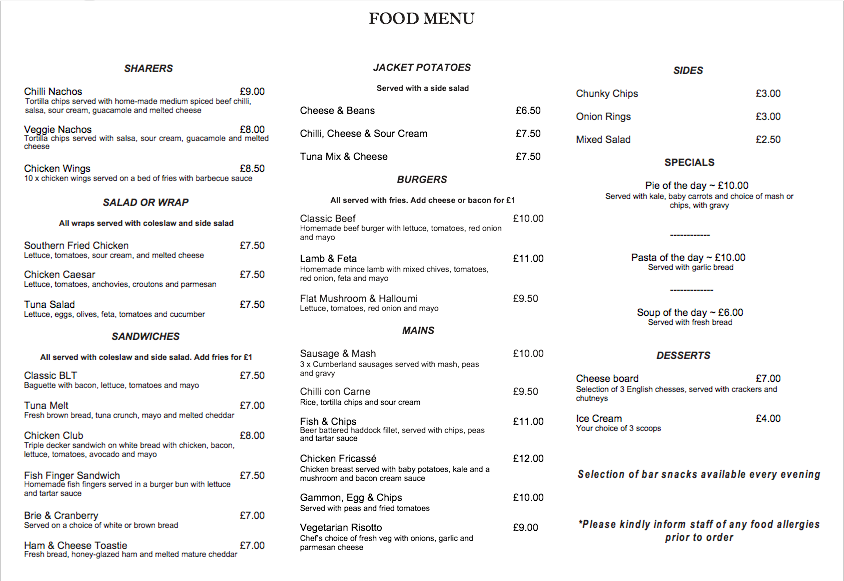 FOOD MENU
SHARERS
Chilli Nachos £9.00
Tortilla chips served with home-made medium spiced beef chilli,
salsa, sour cream, guacamole and melted cheese
Veggie Nachos £8.00
Tortilla chips served with salsa, sour cream, guacamole and melted
cheese
Chicken Wings £8.50
10 x chicken wings served on a bed of fries with barbecue sauce
SALAD OR WRAP
All wraps served with coleslaw and side salad
Southern Fried Chicken £7.50
Lettuce, tomatoes, sour cream, and melted cheese
Chicken Caesar £7.50
Lettuce, tomatoes, anchovies, croutons and parmesan
Tuna Salad £7.50
Lettuce, eggs, olives, feta, tomatoes and cucumber
SANDWICHES
All served with coleslaw and side salad. Add fries for £1
Classic BLT £7.50
Baguette with bacon, lettuce, tomatoes and mayo
Tuna Melt £7.00
Fresh brown bread, tuna crunch, mayo and melted cheddar
Chicken Club £8.00
Triple decker sandwich on white bread with chicken, bacon,
lettuce, tomatoes, avocado and mayo
Fish Finger Sandwich £7.50
Homemade fish fingers served in a burger bun with lettuce
and tartar sauce
Brie & Cranberry £7.00
Served on a choice of white or brown bread
Ham & Cheese Toastie £7.00
Fresh bread, honey-glazed ham and melted mature cheddar
JACKET POTATOES
Served with a side salad
Cheese & Beans £6.50
Chilli, Cheese & Sour Cream £7.50
Tuna Mix & Cheese £7.50
BURGERS
All served with fries. Add cheese or bacon for £1
Classic Beef £10.00
Homemade beef burger with lettuce, tomatoes, red onion
and mayo
Lamb & Feta £11.00
Homemade mince lamb with mixed chives, tomatoes,
red onion, feta and mayo
Flat Mushroom & Halloumi £9.50
Lettuce, tomatoes, red onion and mayo
MAINS
Sausage & Mash £10.00
3 x Cumberland sausages served with mash, peas
and gravy
Chilli con Carne £9.50
Rice, tortilla chips and sour cream
Fish & Chips £11.00
Beer battered haddock fillet, served with chips, peas
and tartar sauce
Chicken Fricassé £12.00
Chicken breast served with baby potatoes, kale and a
mushroom and bacon cream sauce
Gammon, Egg & Chips £10.00
Served with peas and fried tomatoes
Vegetarian Risotto £9.00
Chef's choice of fresh veg with onions, garlic and
parmesan cheese
SIDES
Chunky Chips £3.00
Onion Rings £3.00
Mixed Salad £2.50
SPECIALS
Pie of the day ~ £10.00
Served with kale, baby carrots and choice of mash or
chips, with gravy
------------
Pasta of the day ~ £10.00
Served with garlic bread
-------------
Soup of the day ~ £6.00
Served with fresh bread
DESSERTS
Cheese board £7.00
Selection of 3 English chesses, served with crackers and
chutneys
Ice Cream £4.00
Your choice of 3 scoops
Selection of bar snacks available every evening
*Please kindly inform staff of any food allergies
prior to order